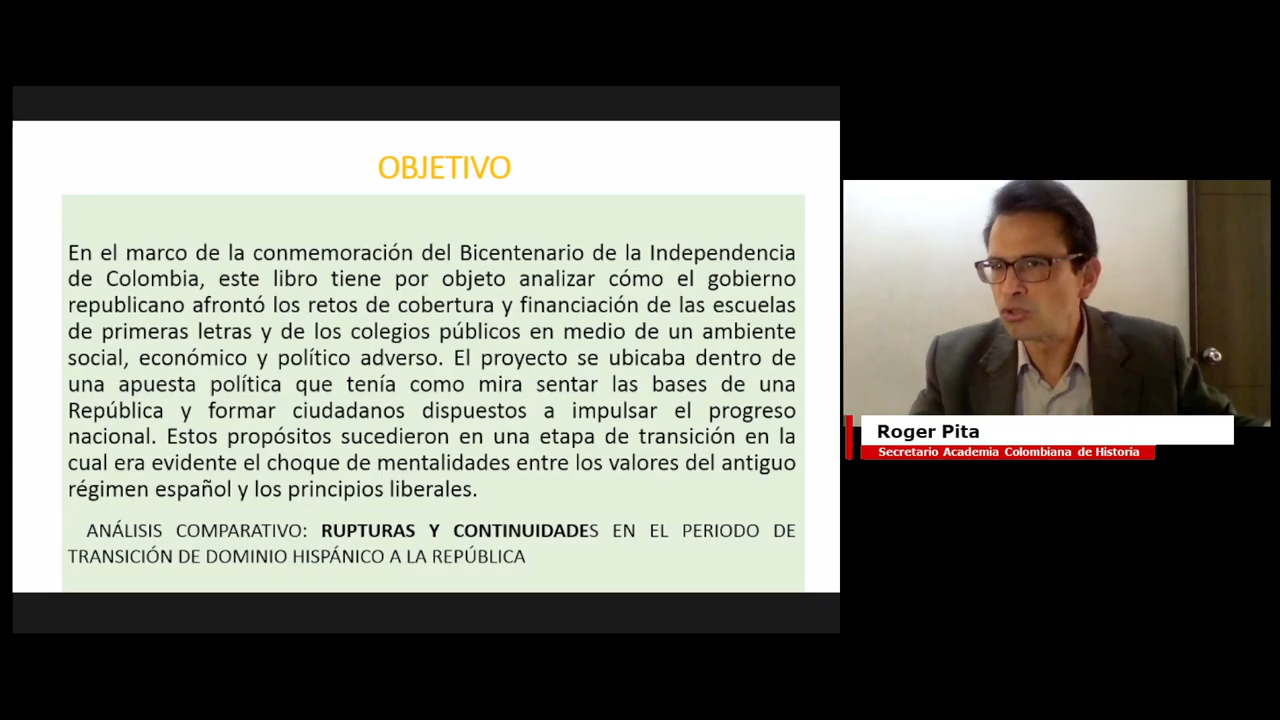 OBJETIVO
En el marco de la conmemoración del Bicentenario de la Independencia
de Colombia, este libro tiene por objeto analizar cómo el gobierno
republicano afrontó los retos de cobertura y financiación de las escuelas
de primeras letras y de los colegios públicos en medio de un ambiente
social, económico y político adverso. El proyecto se ubicaba dentro de
una apuesta política que tenía como mira sentar las bases de una
República y formar ciudadanos dispuestos a impulsar el progreso
nacional. Estos propósitos sucedieron en una etapa de transición en la
cual era evidente el choque de mentalidades entre los valores del antiguo
régimen español y los principios liberales.
ANÁLISIS COMPARATIVO: RUPTURAS Y CONTINUIDADES EN EL PERIODO DE
TRANSICIÓN DE DOMINIO HISPÁNICO A LA REPÚBLICA
Roger Pita
Secretario Academia Colombiana de Historia